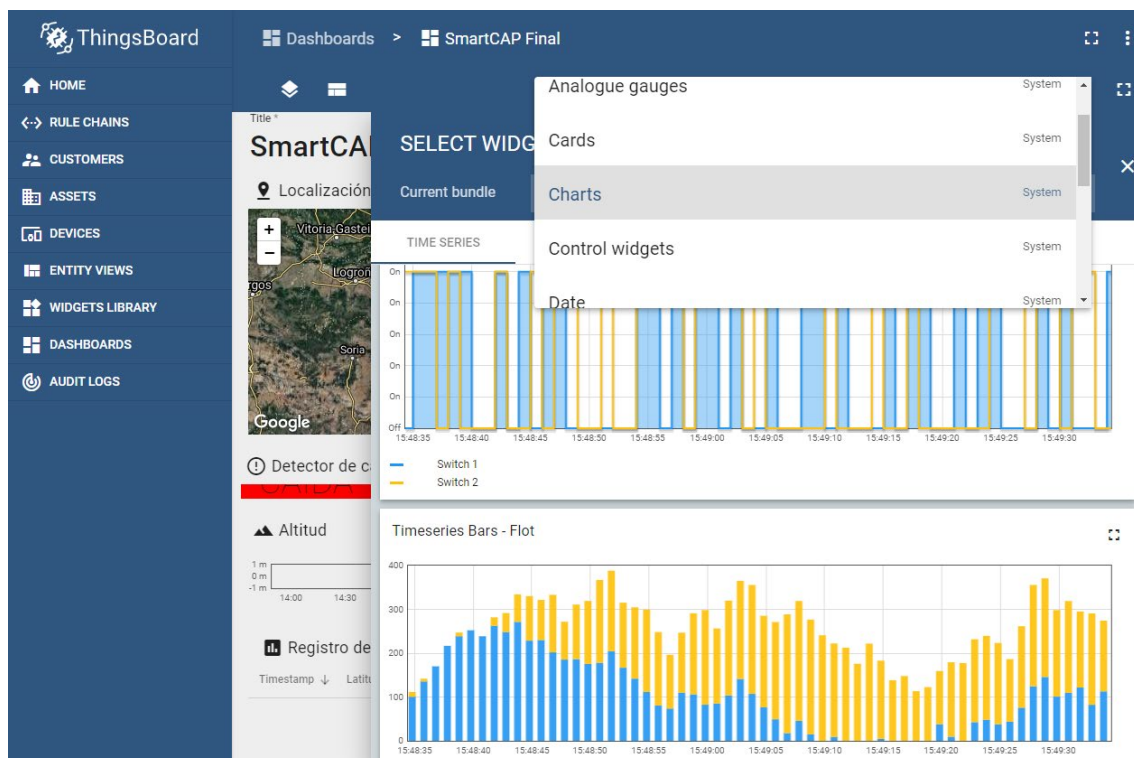 ThingsBoard
Dashboards > SmartCAP Final
HOME
RULE CHAINS
CUSTOMERS
ASSETS
DEVICES
ENTITY VIEWS
WIDGETS LIBRARY
DASHBOARDS
AUDIT LOGS
Title *
SmartCA
Localización
+
−
Vitoria-Gastei
Logroñ
rgos
Soria
Google
Detector de c
CAÍDA
Altitud
1 m
0 m
-1 m
14:00 14:30
Registro de
Timestamp ↓ Latitu
SELECT WIDG
Current bundle
Analogue gauges System
Cards System
Charts System
Control widgets System
Date System
TIME SERIES
On
On
On
On
On
Off
15:48:35 15:48:40 15:48:45 15:48:50 15:48:55 15:49:00 15:49:05 15:49:10 15:49:15 15:49:20 15:49:25 15:49:30
Switch 1
Switch 2
Timeseries Bars - Flot
400
300
200
100
0
15:48:35 15:48:40 15:48:45 15:48:50 15:48:55 15:49:00 15:49:05 15:49:10 15:49:15 15:49:20 15:49:25 15:49:30